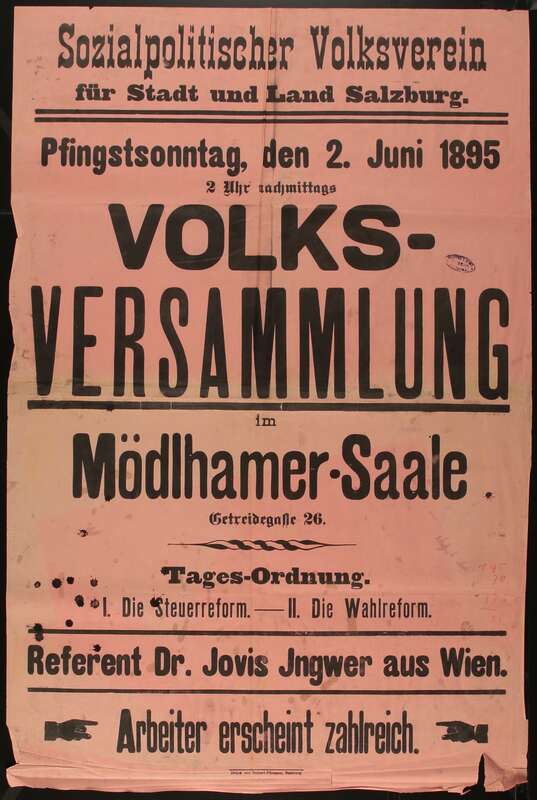 Sozialpolitischer Volksverein
für Stadt und Land Salzburg.
Pfingstsonntag, den 2. Juni 1895
2 Uhr nachmittags
VOLKS-
VERSAMMLUNG
im
Mödlhamer-Saale
Getreidegasse 26.
Tages-Ordnung.
I. Die Steuerreform. — II. Die Wahlreform.
Referent Dr. Jovis Jngwer aus Wien.
Arbeiter erscheint zahlreich.